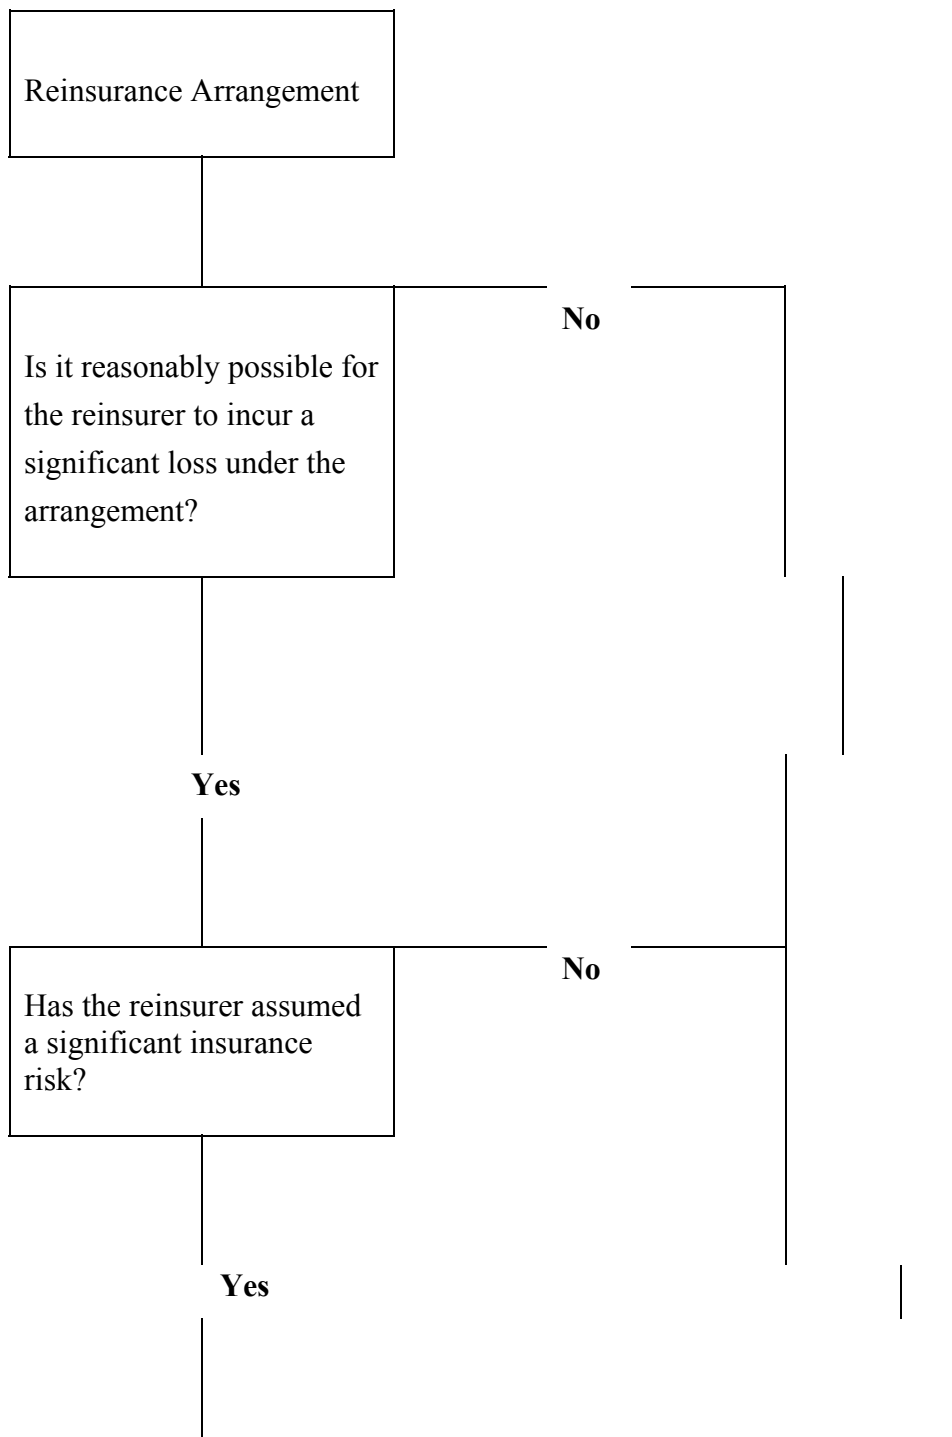 Reinsurance Arrangement
No
Is it reasonably possible for
the reinsurer to incur a
significant loss under the
arrangement?
Yes
No
Has the reinsurer assumed
a significant insurance
risk?
Yes